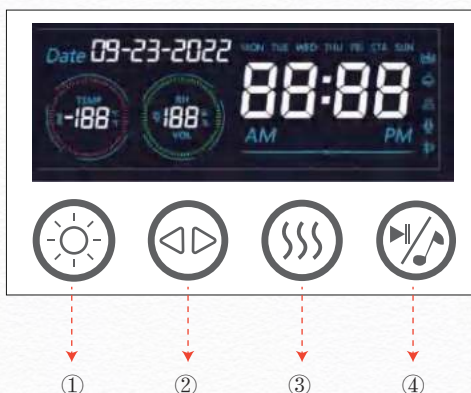 Date 09-23-2022
MON TUE WED THU FRI STA SUN
TEMP
-188
RH
188
VOL
88:88
AM PM
① ② ③ ④